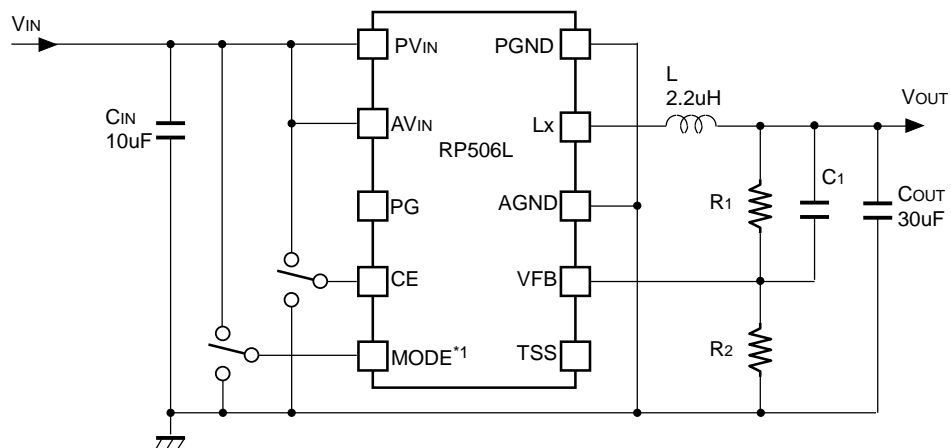 VIN
PVIN
PGND
L
2.2uH
VOUT
CIN
10uF
AVIN
Lx
RP506L
C1
PG
AGND
R1
COUT
30uF
CE
VFB
MODE*1
TSS
R2